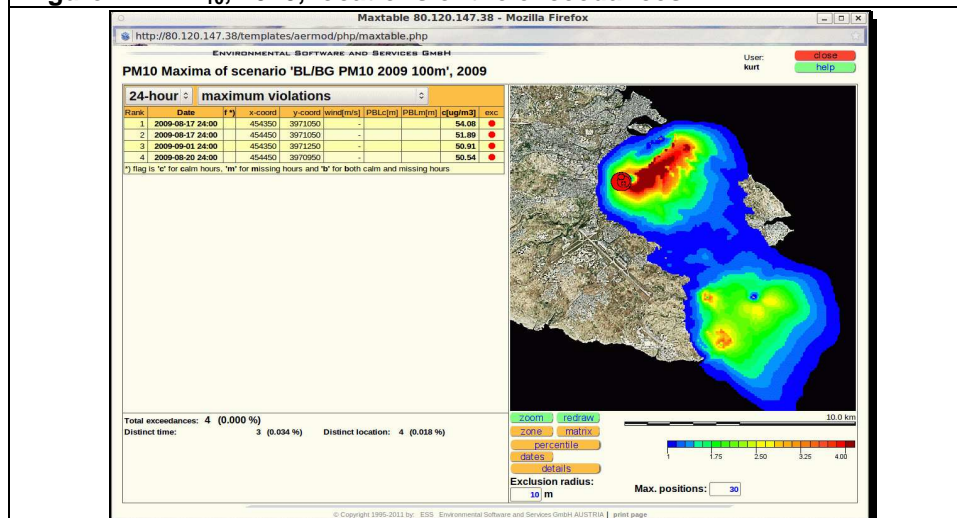 Maxtable 80.120.147.38 - Mozilla Firefox
http://80.120.147.38/templates/aermod/php/maxtable.php
ENVIRONMENTAL SOFTWARE AND SERVICES GMBH
User:
kurt
close
help
PM10 Maxima of scenario 'BL/BG PM10 2009 100m', 2009
24-hour maximum violations
Rank Date f *) x-coord y-coord wind[m/s] PBLc[m] PBLm[m] c[ug/m3] exc
1 2009-08-17 24:00 454350 3971050 - 54.08
2 2009-08-17 24:00 454450 3971050 - 51.89
3 2009-09-01 24:00 454350 3971250 - 50.91
4 2009-08-20 24:00 454450 3970950 - 50.54
*) flag is 'c' for calm hours, 'm' for missing hours and 'b' for both calm and missing hours
Total exceedances: 4 (0.000 %)
Distinct time: 3 (0.034 %) Distinct location: 4 (0.018 %)
zoom redraw
zone matrix
percentile
dates
details
10.0 km
1 1.75 2.50 3.25 4.00
Exclusion radius:
10 m
Max. positions: 30
© Copyright 1995-2011 by: ESS Environmental Software and Services GmbH AUSTRIA | print page